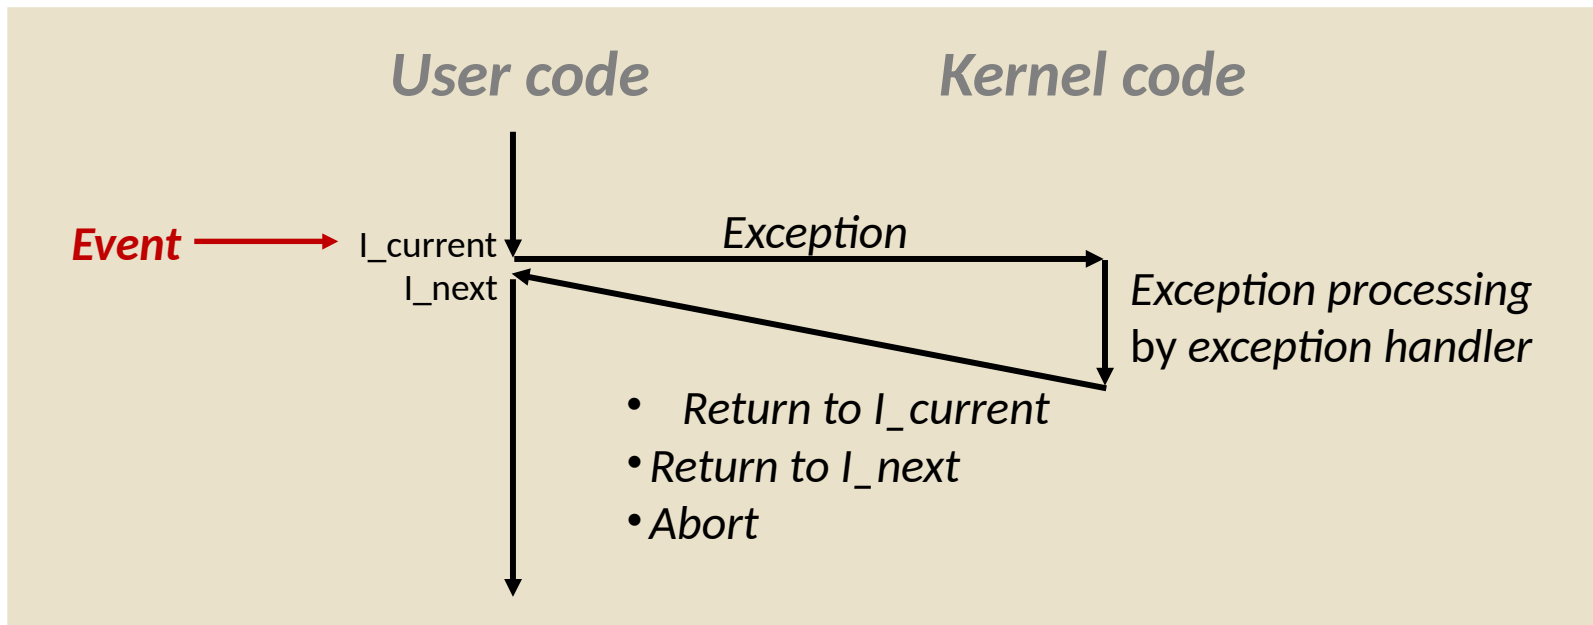 User code
Kernel code
Event
I_current
Exception
I_next
Exception processing
by exception handler
• Return to I_current
• Return to I_next
• Abort